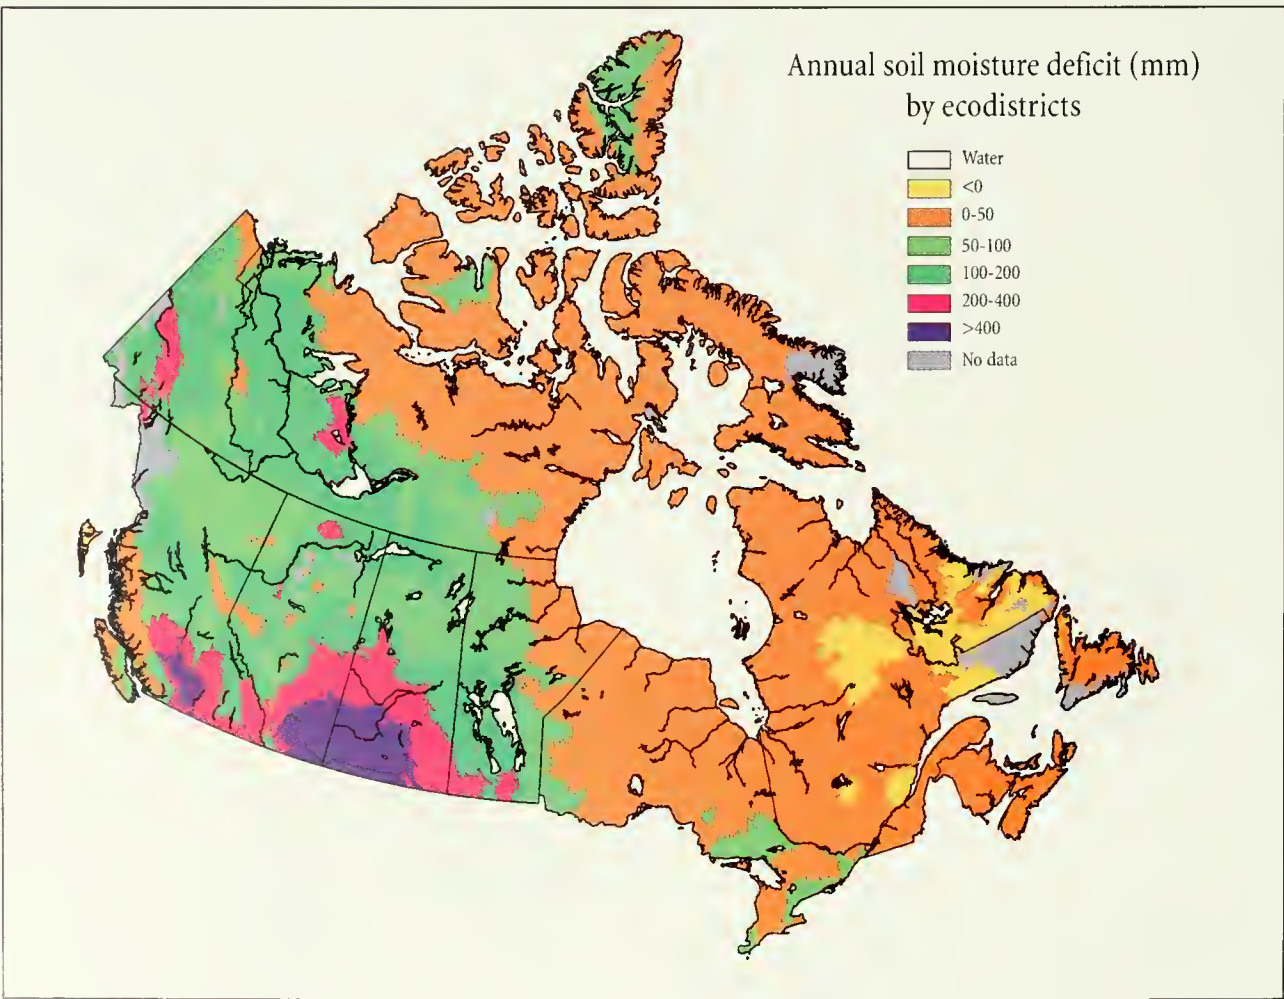 Annual soil moisture deficit (mm)
by ecodistricts
Water
<0
0-50
50-100
100-200
200-400
>400
No data